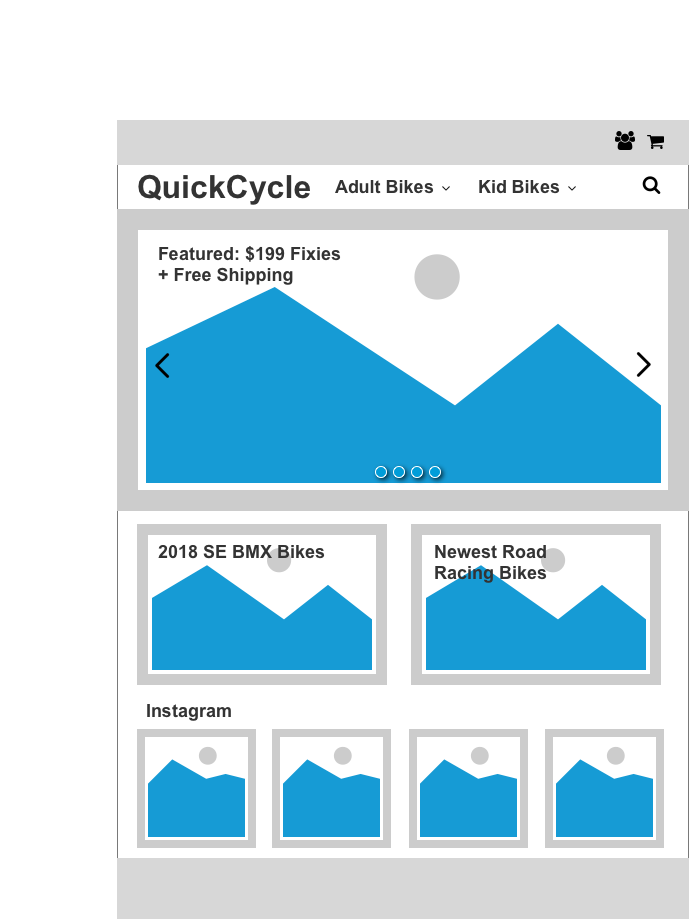 QuickCycle Adult Bikes Kid Bikes
Featured: $199 Fixies
+ Free Shipping
2018 SE BMX Bikes
Newest Road
Racing Bikes
Instagram